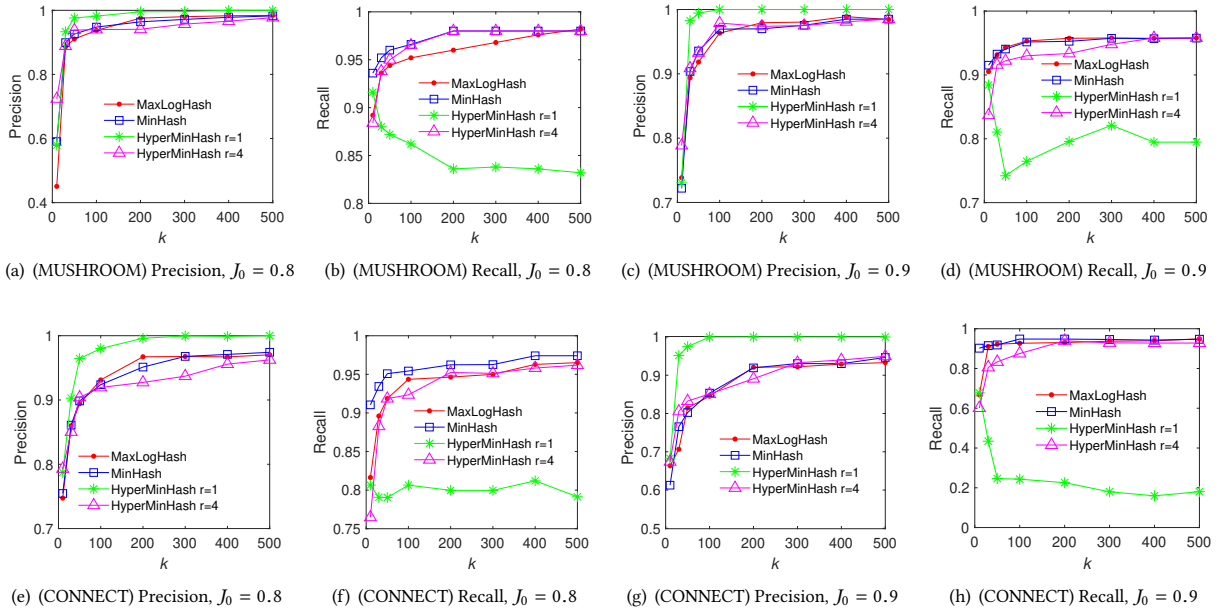 1
0.8
0.6
0.4
Precision
0 100 200 300 400 500
k
MaxLogHash
MinHash
HyperMinHash r=1
HyperMinHash r=4
(a) (MUSHROOM) Precision, J0 = 0.8
1
0.95
0.9
0.85
0.8
Recall
0 100 200 300 400 500
k
MaxLogHash
MinHash
HyperMinHash r=1
HyperMinHash r=4
(b) (MUSHROOM) Recall, J0 = 0.8
1
0.9
0.8
0.7
Precision
0 100 200 300 400 500
k
MaxLogHash
MinHash
HyperMinHash r=1
HyperMinHash r=4
(c) (MUSHROOM) Precision, J0 = 0.9
1
0.9
0.8
0.7
Recall
0 100 200 300 400 500
k
MaxLogHash
MinHash
HyperMinHash r=1
HyperMinHash r=4
(d) (MUSHROOM) Recall, J0 = 0.9
1
0.9
0.8
0.7
Precision
0 100 200 300 400 500
k
MaxLogHash
MinHash
HyperMinHash r=1
HyperMinHash r=4
(e) (CONNECT) Precision, J0 = 0.8
1
0.95
0.9
0.85
0.8
0.75
Recall
0 100 200 300 400 500
k
MaxLogHash
MinHash
HyperMinHash r=1
HyperMinHash r=4
(f) (CONNECT) Recall, J0 = 0.8
1
0.9
0.8
0.7
0.6
0.5
Precision
0 100 200 300 400 500
k
MaxLogHash
MinHash
HyperMinHash r=1
HyperMinHash r=4
(g) (CONNECT) Precision, J0 = 0.9
1
0.8
0.6
0.4
0.2
0
Recall
0 100 200 300 400 500
k
MaxLogHash
MinHash
HyperMinHash r=1
HyperMinHash r=4
(h) (CONNECT) Recall, J0 = 0.9